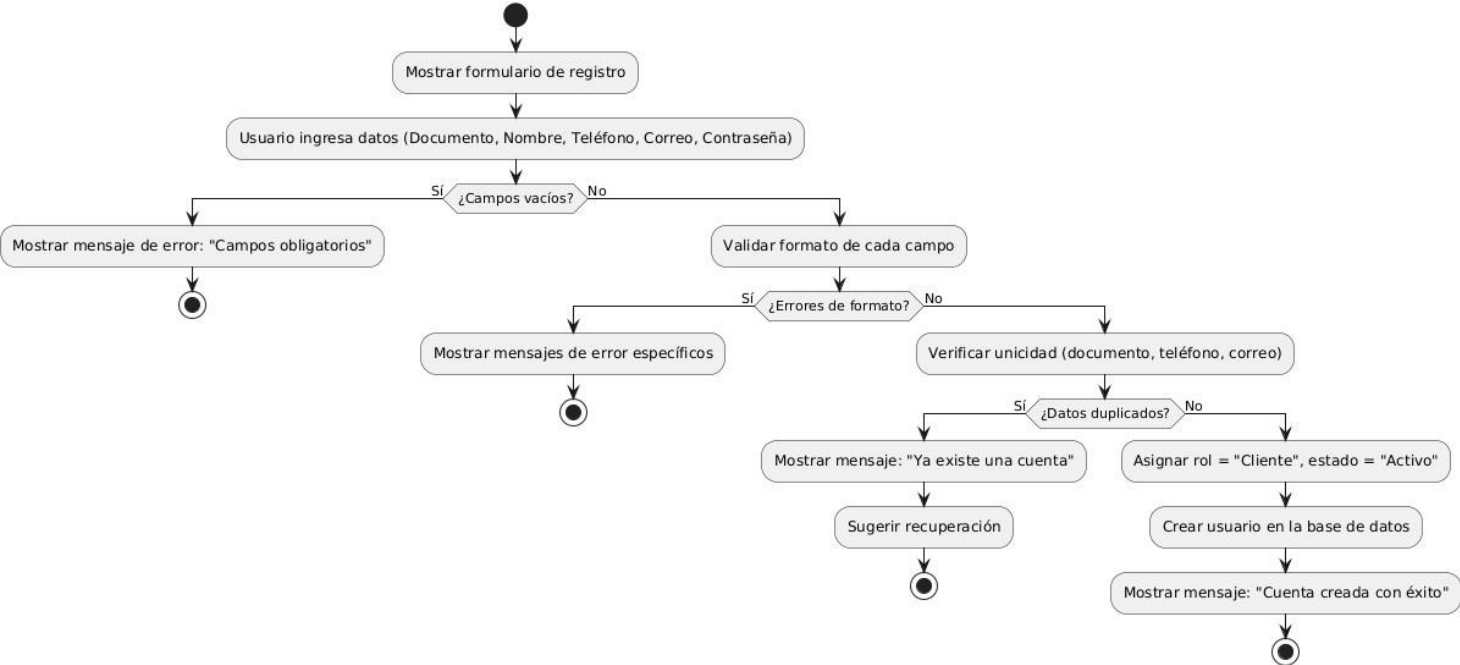 Mostrar formulario de registro
Usuario ingresa datos (Documento, Nombre, Teléfono, Correo, Contraseña)
Sí
¿Campos vacíos?
No
Mostrar mensaje de error: "Campos obligatorios"
Validar formato de cada campo
Sí
¿Errores de formato?
No
Mostrar mensajes de error específicos
Verificar unicidad (documento, teléfono, correo)
Sí
¿Datos duplicados?
No
Mostrar mensaje: "Ya existe una cuenta"
Asignar rol = "Cliente", estado = "Activo"
Sugerir recuperación
Crear usuario en la base de datos
Mostrar mensaje: "Cuenta creada con éxito"